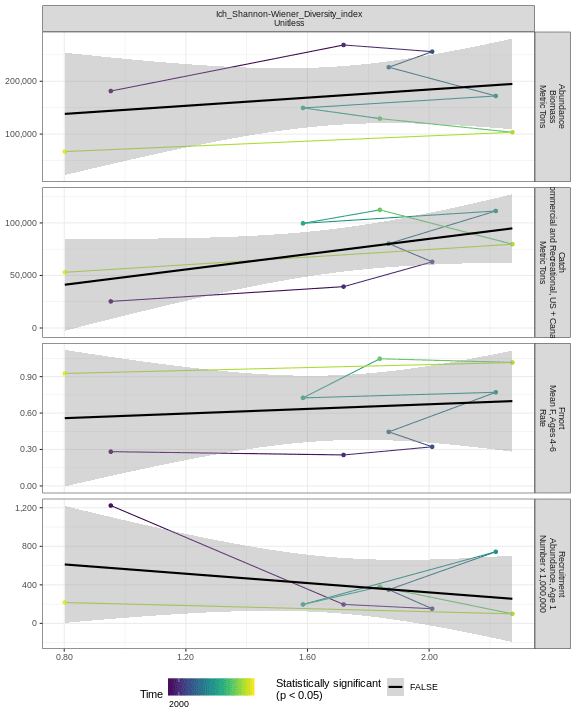 Ich_Shannon-Wiener_Diversity_index
Unitless
200,000
100,000
Abundance
Biomass
Metric Tons
100,000
50,000
0
Catch
ommercial and Recreational, US + Cana
Metric Tons
0.90
0.60
0.30
0.00
Fmort
Mean F, Ages 4-6
Rate
1,200
800
400
0
Recruitment
Abundance, Age 1
Number x 1,000,000
0.80 1.20 1.60 2.00
Time
2000
Statistically significant
(p < 0.05)
FALSE